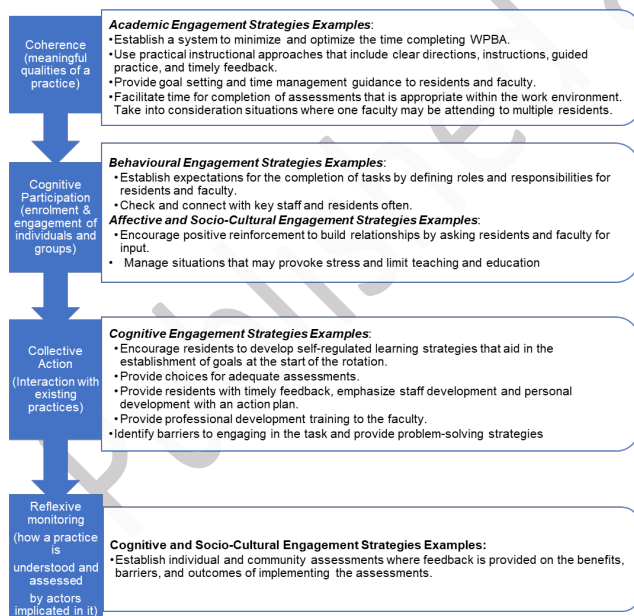 Coherence
(meaningful
qualities of a
practice)
Academic Engagement Strategies Examples:
•Establish a system to minimize and optimize the time completing WPBA.
•Use practical instructional approaches that include clear directions, instructions, guided
practice, and timely feedback.
•Provide goal setting and time management guidance to residents and faculty.
•Facilitate time for completion of assessments that is appropriate within the work environment.
Take into consideration situations where one faculty may be attending to multiple residents.
Cognitive
Participation
(enrolment &
engagement of
individuals and
groups)
Behavioural Engagement Strategies Examples:
•Establish expectations for the completion of tasks by defining roles and responsibilities for
residents and faculty.
•Check and connect with key staff and residents often.
Affective and Socio-Cultural Engagement Strategies Examples:
•Encourage positive reinforcement to build relationships by asking residents and faculty for
input.
• Manage situations that may provoke stress and limit teaching and education
Collective
Action
(Interaction with
existing
practices)
Cognitive Engagement Strategies Examples:
•Encourage residents to develop self-regulated learning strategies that aid in the
establishment of goals at the start of the rotation.
•Provide choices for adequate assessments.
•Provide residents with timely feedback, emphasize staff development and personal
development with an action plan.
•Provide professional development training to the faculty.
•Identify barriers to engaging in the task and provide problem-solving strategies
Reflexive
monitoring
(how a practice
is
understood and
assessed
by actors
implicated in it)
Cognitive and Socio-Cultural Engagement Strategies Examples:
•Establish individual and community assessments where feedback is provided on the benefits,
barriers, and outcomes of implementing the assessments.